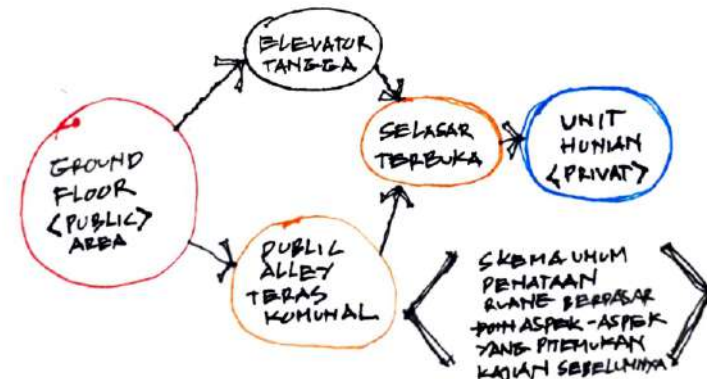 ELEVATOR
TANGGA
GROUND
FLOOR
<PUBLIC>
AREA
SELASAR
TERBUKA
UNIT
HUNIAN
<PRIVAT>
PUBLIC
ALLEY
TERAS
KOMUNAL
SKEMA UMUM
PENATAAN
RUANG BERDASAR
ASPEK-ASPEK
YANG DITEMUKAN
KAJIAN SEBELUMNYA